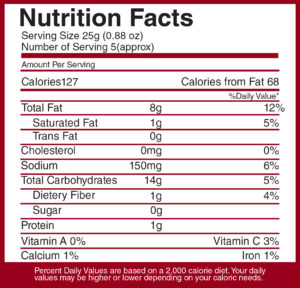 Nutrition Facts
Serving Size 25g (0.88 oz)
Number of Serving 5(approx)
Amount Per Serving
Calories127 Calories from Fat 68
%Daily Value*
Total Fat 8g 12%
Saturated Fat 1g 5%
Trans Fat 0g
Cholesterol 0mg 0%
Sodium 150mg 6%
Total Carbohydrates 14g 5%
Dietery Fiber 1g 4%
Sugar 0g
Protein 1g
Vitamin A 0% Vitamin C 3%
Calcium 1% Iron 1%
Percent Daily Values are based on a 2,000 calorie diet. Your daily
values may be higher or lower depending on your caloric needs.